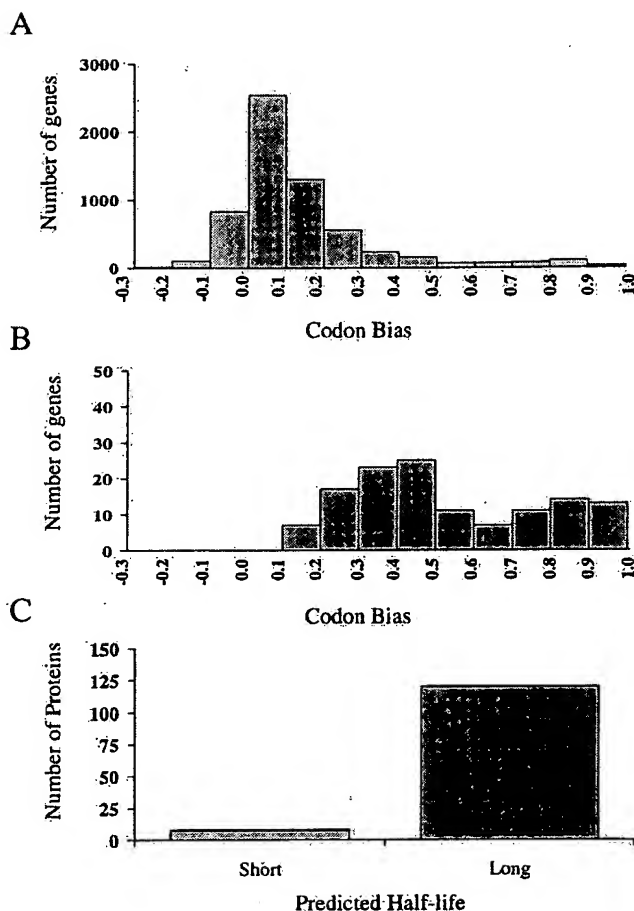 A
Number of genes
3000
2000
1000
0
-0.3 -0.2 -0.1 0.0 0.1 0.2 0.3 0.4 0.5 0.6 0.7 0.8 0.9 1.0
Codon Bias
B
Number of genes
50
40
30
20
10
0
-0.3 -0.2 -0.1 0.0 0.1 0.2 0.3 0.4 0.5 0.6 0.7 0.8 0.9 1.0
Codon Bias
C
Number of Proteins
150
125
100
75
50
25
0
Short Long
Predicted Half-life